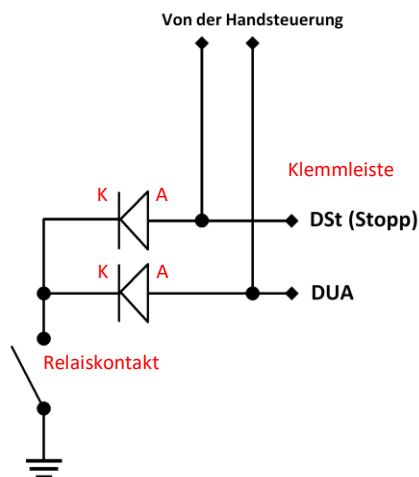 Von der Handsteuerung
Klemmleiste
K A
DSt (Stopp)
K A
DUA
Relaiskontakt